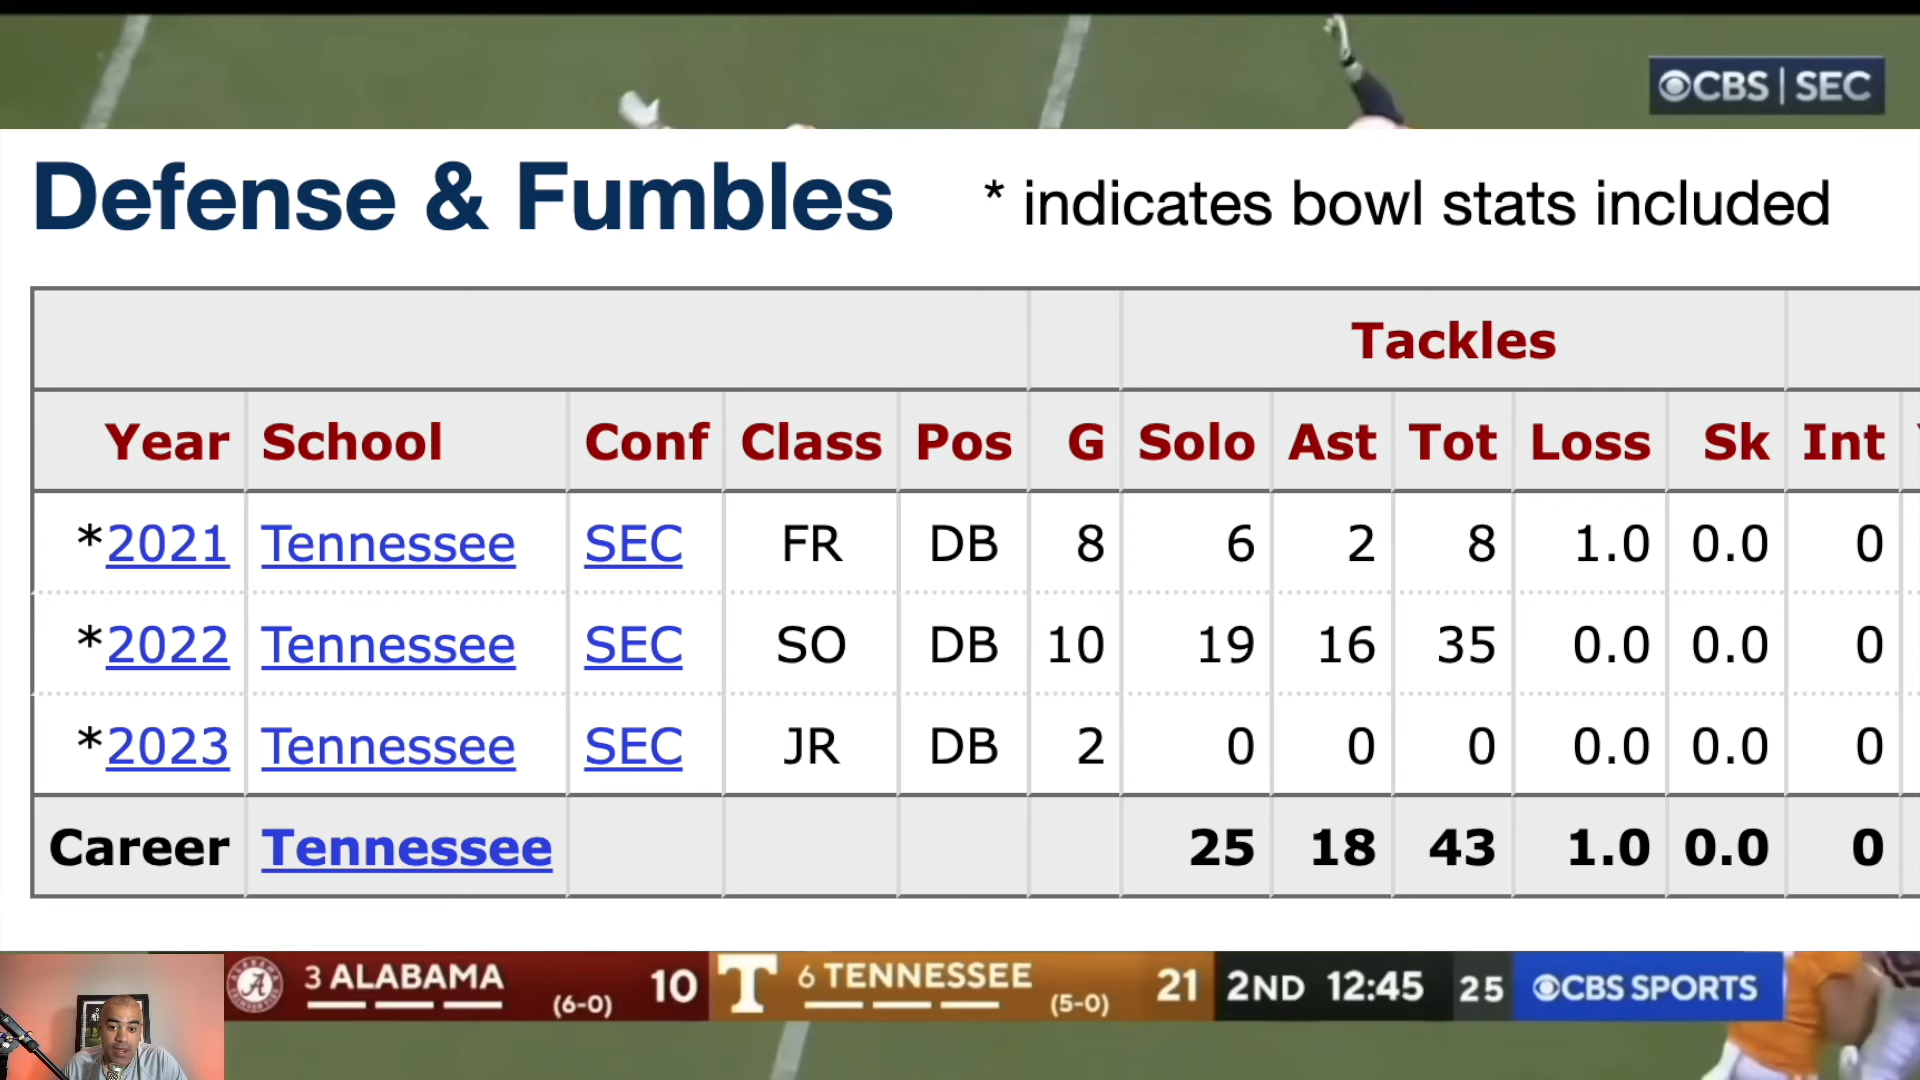 CBS | SEC
Defense & Fumbles * indicates bowl stats included
Tackles
Year School Conf Class Pos G Solo Ast Tot Loss Sk Int
*2021 Tennessee SEC FR DB 8 6 2 8 1.0 0.0 0
*2022 Tennessee SEC SO DB 10 19 16 35 0.0 0.0 0
*2023 Tennessee SEC JR DB 2 0 0 0 0.0 0.0 0
Career Tennessee 25 18 43 1.0 0.0 0
A 3 ALABAMA (6-0) 10 T 6 TENNESSEE (5-0) 21 2ND 12:45 25 CBS SPORTS